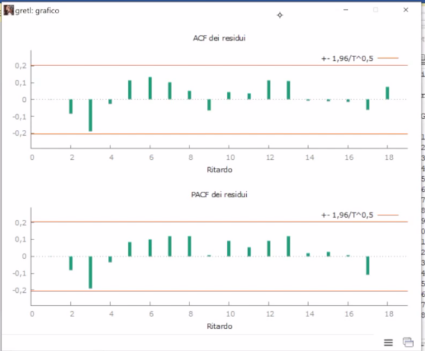 gretl: grafico
ACF dei residui
+- 1,96/T^0,5
0,2
0,1
0
-0,1
-0,2
0 2 4 6 8 10 12 14 16 18
Ritardo
PACF dei residui
+- 1,96/T^0,5
0,2
0,1
0
-0,1
-0,2
0 2 4 6 8 10 12 14 16 18
Ritardo